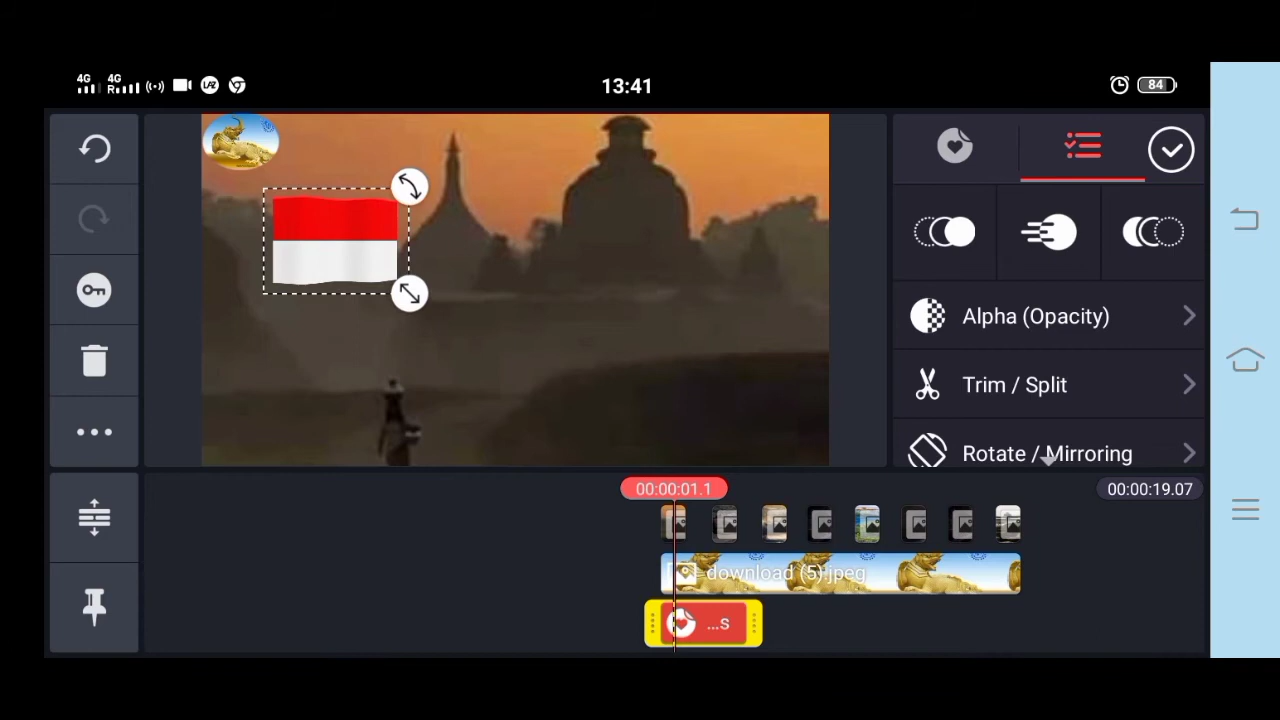 4G 4G
R
13:41
84
Alpha (Opacity)
Trim / Split
Rotate / Mirroring
00:00:01.1
00:00:19.07
download (5).jpeg
...s